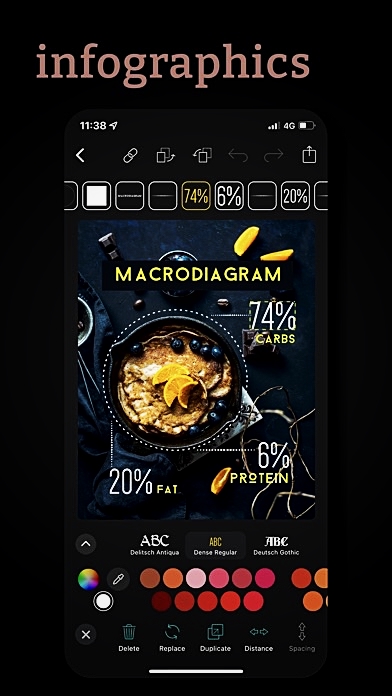 infographics
11:38
4G
MACRODIAGRAM
74%
6%
20%
MACRODIAGRAM
74%
CARBS
6%
PROTEIN
20% FAT
ABC
ABC
ABC
Delitsch Antiqua
Dense Regular
Deutsch Gothic
Delete
Replace
Duplicate
Distance
Spacing